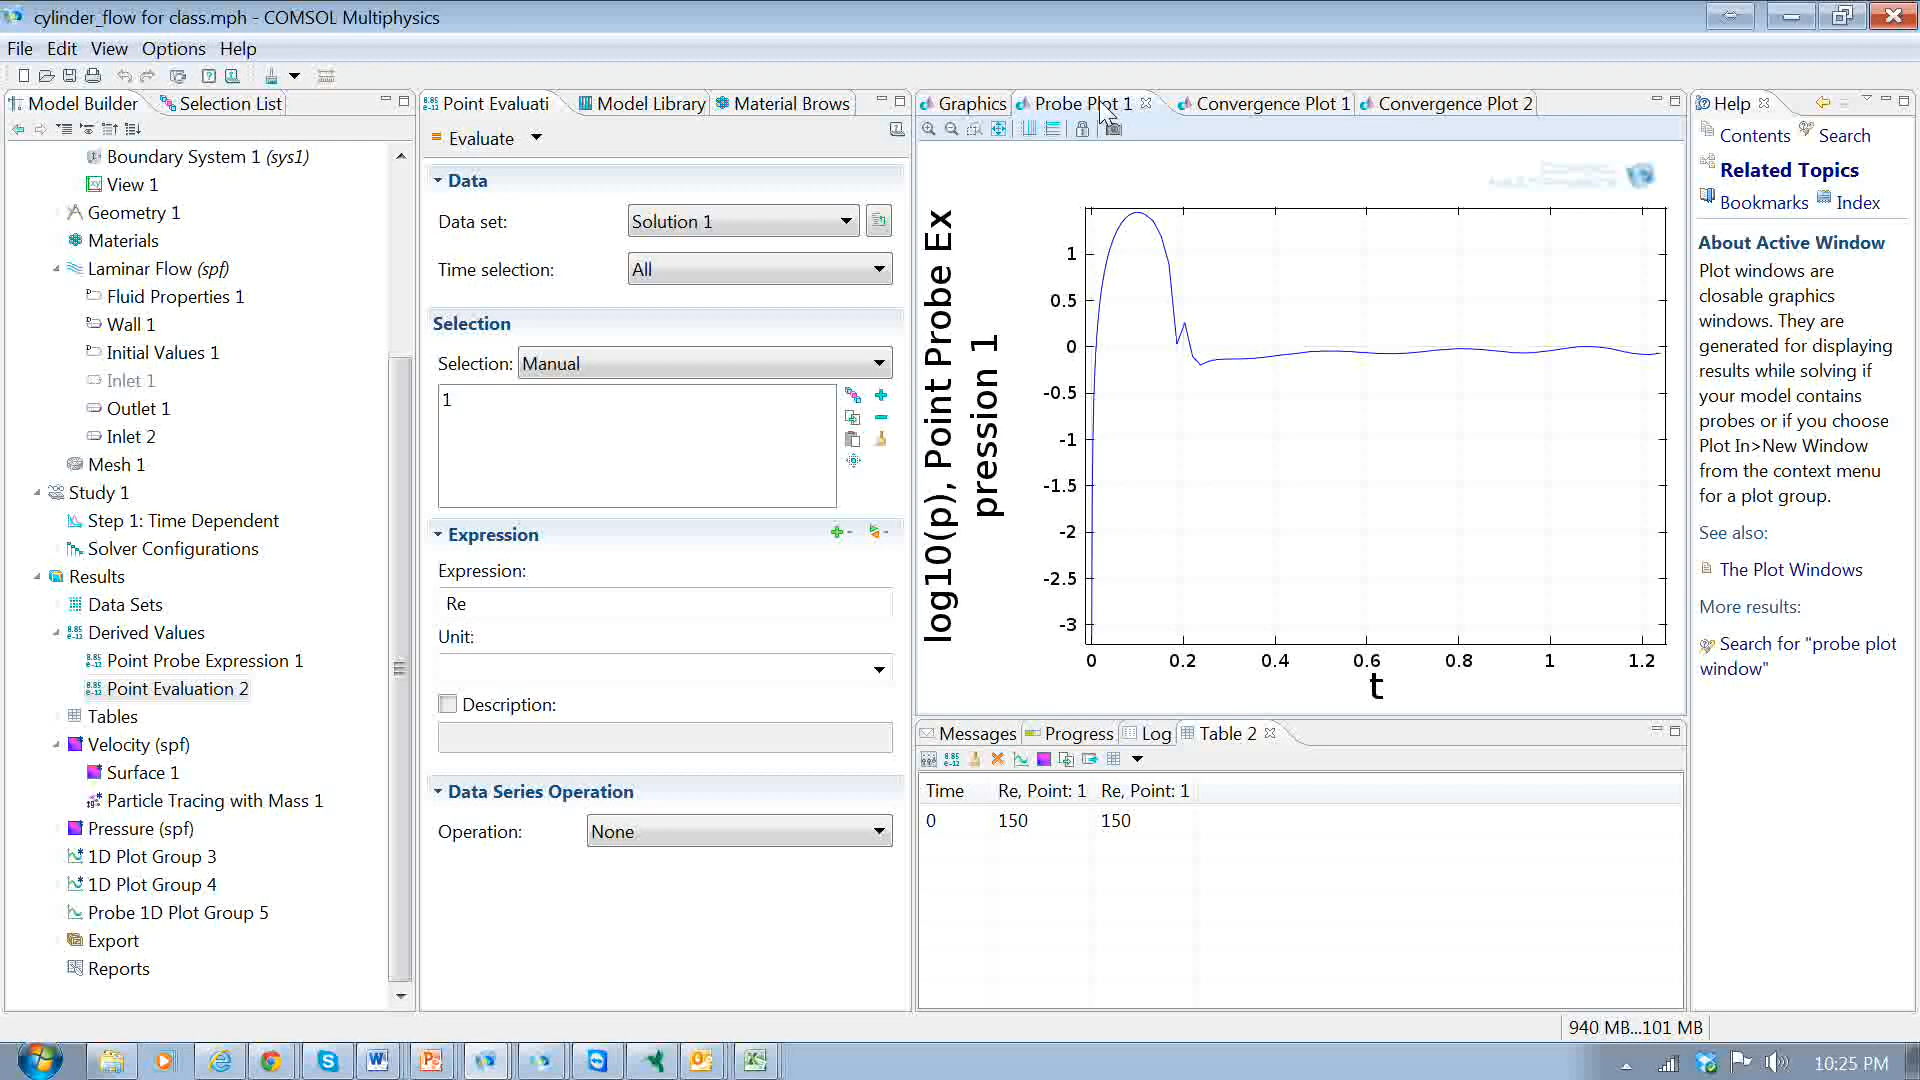 cylinder_flow for class.mph - COMSOL Multiphysics
File Edit View Options Help
Model Builder Selection List
Boundary System 1 (sys1)
View 1
Geometry 1
Materials
Laminar Flow (spf)
Fluid Properties 1
Wall 1
Initial Values 1
Inlet 1
Outlet 1
Inlet 2
Mesh 1
Study 1
Step 1: Time Dependent
Solver Configurations
Results
Data Sets
Derived Values
Point Probe Expression 1
Point Evaluation 2
Tables
Velocity (spf)
Surface 1
Particle Tracing with Mass 1
Pressure (spf)
1D Plot Group 3
1D Plot Group 4
Probe 1D Plot Group 5
Export
Reports
8.85 e-12 Point Evaluati Model Library Material Brows
Evaluate
Data
Data set: Solution 1
Time selection: All
Selection
Selection: Manual
1
Expression
Expression:
Re
Unit:
Description:
Data Series Operation
Operation: None
Graphics Probe Plot 1 Convergence Plot 1 Convergence Plot 2
log10(p), Point Probe Ex
pression 1
1
0.5
0
-0.5
-1
-1.5
-2
-2.5
-3
0 0.2 0.4 0.6 0.8 1 1.2
t
Messages Progress Log Table 2
Time Re, Point: 1 Re, Point: 1
0 150 150
Help
Contents Search
Related Topics
Bookmarks Index
About Active Window
Plot windows are
closable graphics
windows. They are
generated for displaying
results while solving if
your model contains
probes or if you choose
Plot In>New Window
from the context menu
for a plot group.
See also:
The Plot Windows
More results:
Search for "probe plot
window"
940 MB...101 MB
10:25 PM